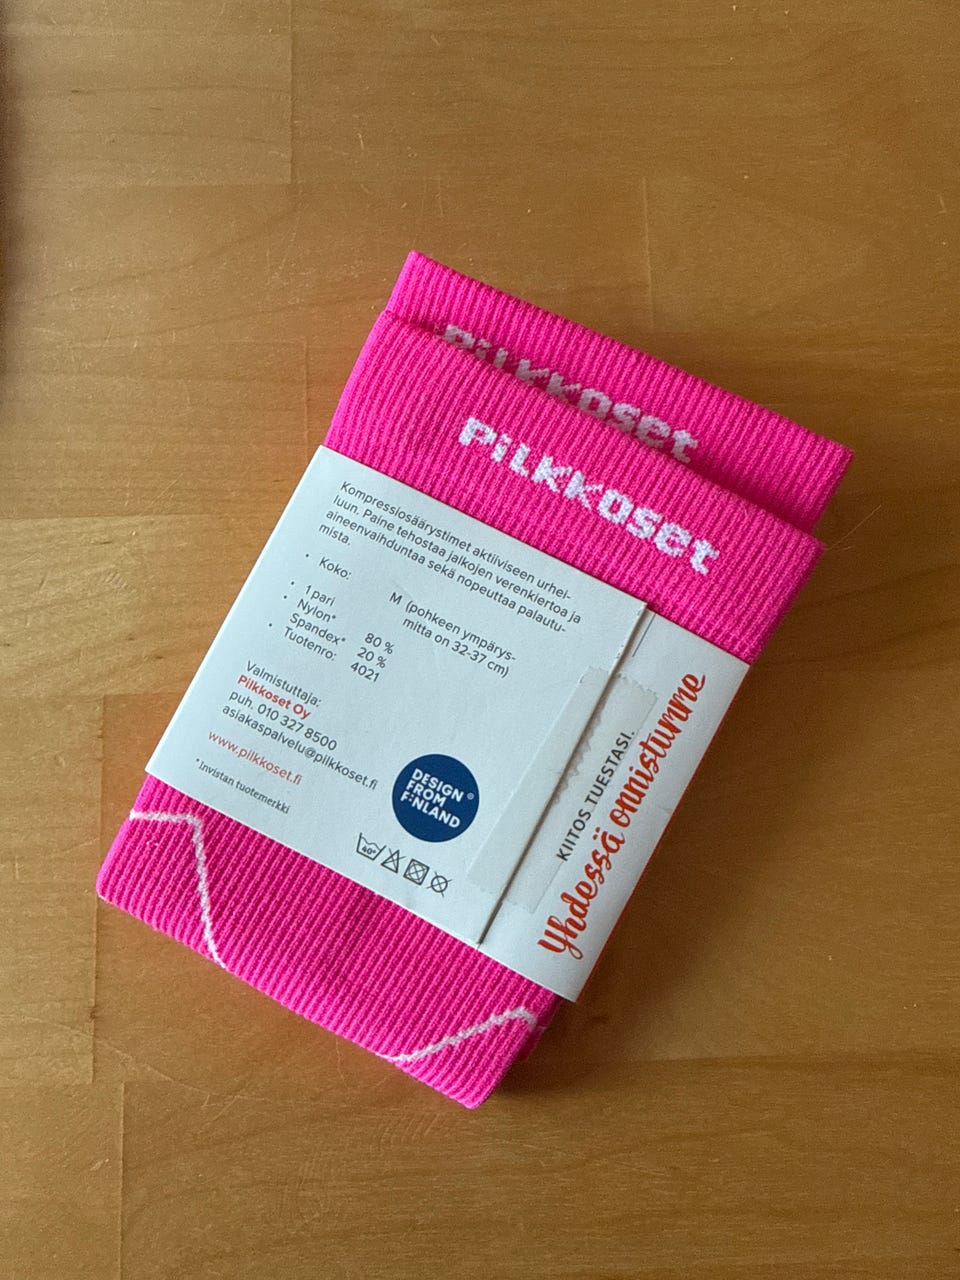 PiLKKOSET
PiLKKOSET
Kompressiosäärystimet aktiiviseen urhei-
luun. Paine tehostaa jalkojen verenkiertoa ja
aineenvaihduntaa sekä nopeuttaa palautu-
mista.
• Koko: M (pohkeen ympärys-
mitta on 32-37 cm)
• 1 pari
• Nylon* 80 %
Spandex* 20 %
• Tuotenro: 4021
Valmistuttaja:
Pilkkoset Oy
puh. 010 327 8500
asiakaspalvelu@pilkkoset.fi
www.pilkkoset.fi
*Invistan tuotemerkki
DESIGN ®
FROM
FINLAND
40°
KIITOS TUESTASI.
Yhdessä onnistumme